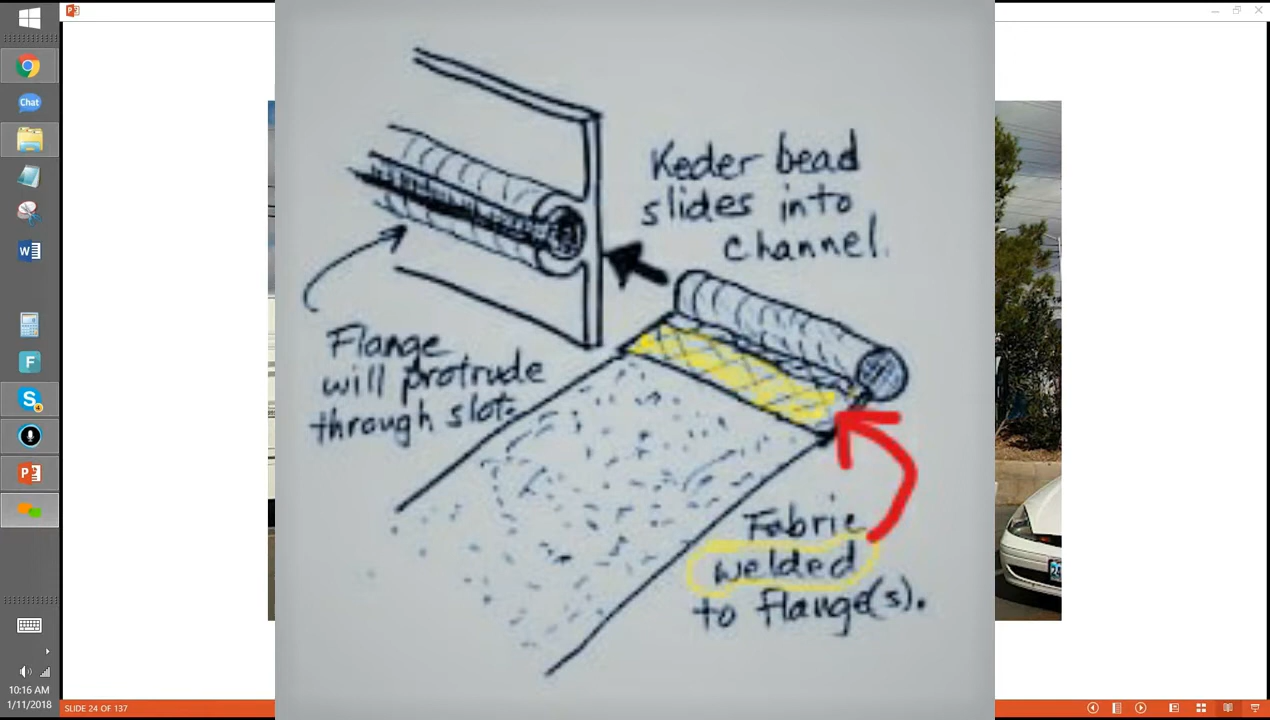 Chat
Keder bead
slides into
channel.
Flange
will protrude
through slot.
Fabric
welded
to flange(s).
10:16 AM
1/11/2018
SLIDE 24 OF 137